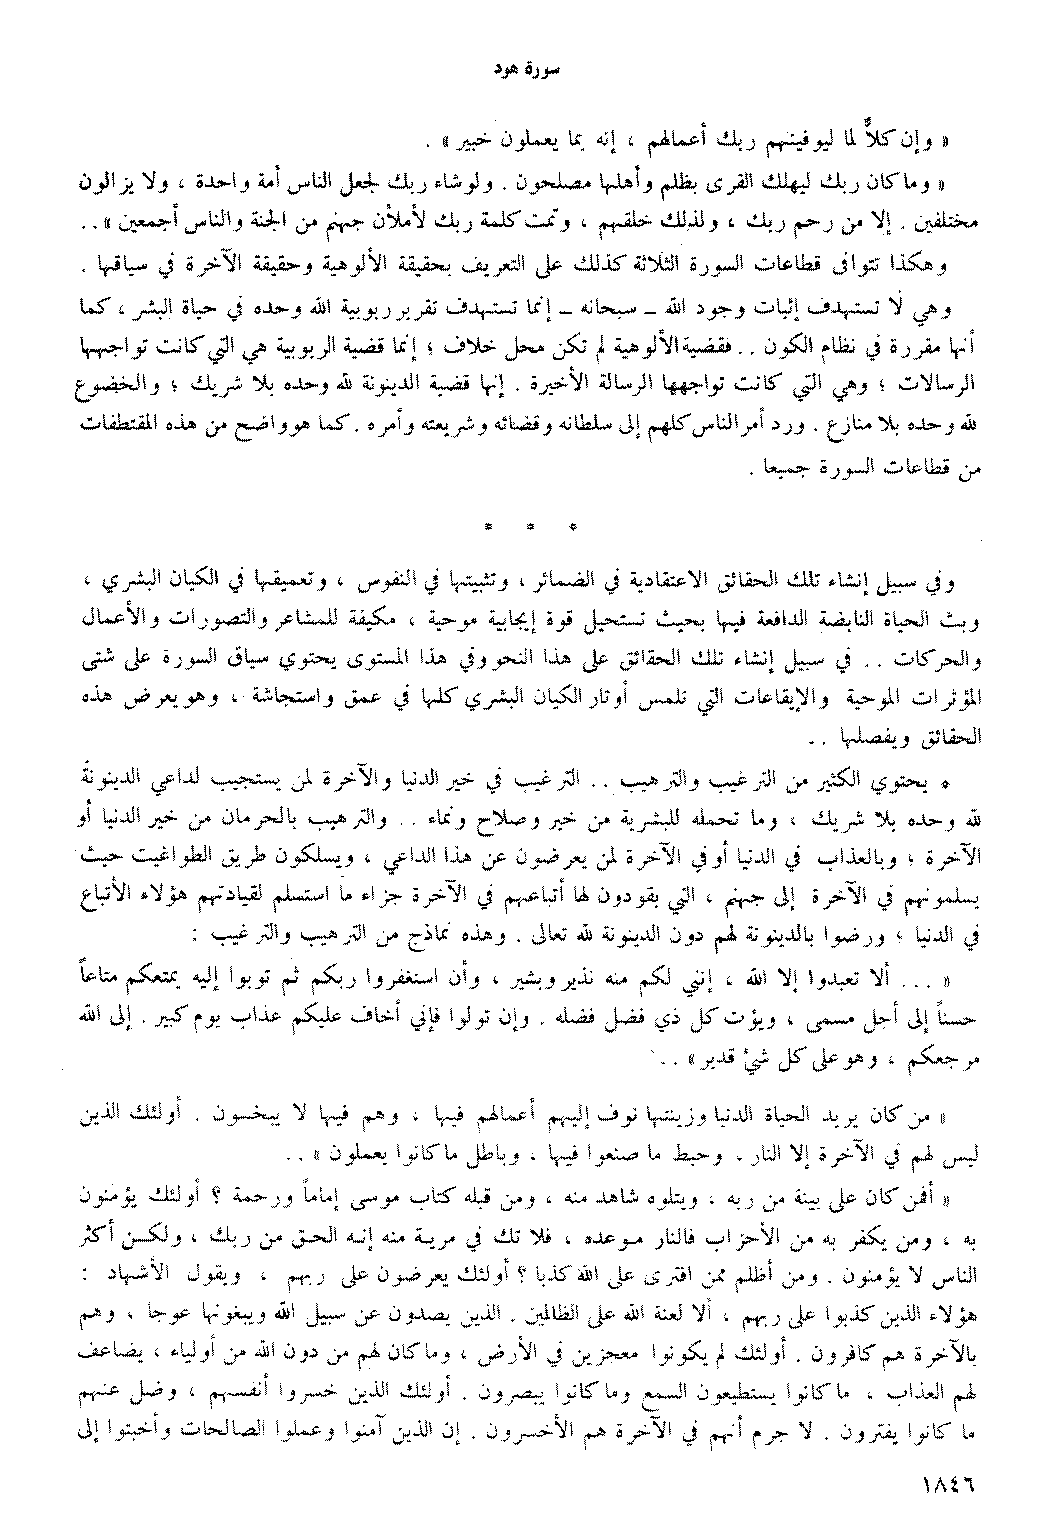 سورة هود
« وإن كلاًّ لما ليوفينهم ربك أعمالهم ، إنه بما يعملون خبير » .
« وما كان ربك ليهلك القرى بظلم وأهلها مصلحون . ولو شاء ربك لجعل الناس أمة واحدة ، ولا يزالون
مختلفين . إلا من رحم ربك ، ولذلك خلقهم ، وتمت كلمة ربك لأملأن جهنم من الجنة والناس أجمعين » ..
وهكذا تتوافى قطاعات السورة الثلاثة كذلك على التعريف بحقيقة الألوهية وحقيقة الآخرة في سياقها .
وهي لا تستهدف إثبات وجود الله – سبحانه – إنما تستهدف تقرير ربوبية الله وحده في حياة البشر ، كما
أنها مقررة في نظام الكون .. فقضية الألوهية لم تكن محل خلاف ؛ إنما قضية الربوبية هي التي كانت تواجهها
الرسالات ؛ وهي التي كانت تواجهها الرسالة الأخيرة . إنها قضية الدينونة لله وحده بلا شريك ؛ والخضوع
لله وحده بلا منازع . ورد أمر الناس كلهم إلى سلطانه وقضائه وشريعته وأمره . كما هو واضح من هذه المقتطفات
من قطاعات السورة جميعا .
* * *
وفي سبيل إنشاء تلك الحقائق الاعتقادية في الضمائر ، وتثبيتها في النفوس ، وتعميقها في الكيان البشري ،
وبث الحياة النابضة الدافعة فيها بحيث تستحيل قوة إيجابية موحية ، مكيفة للمشاعر والتصورات والأعمال
والحركات .. في سبيل إنشاء تلك الحقائق على هذا النحو وفي هذا المستوى يحتوي سياق السورة على شتى
المؤثرات الموحية والإيقاعات التي تلمس أوتار الكيان البشري كلها في عمق واستجاشة ، وهو يعرض هذه
الحقائق ويفصلها ..
* يحتوي الكثير من الترغيب والترهيب .. الترغيب في خير الدنيا والآخرة لمن يستجيب لداعي الدينونة
لله وحده بلا شريك ، وما تحمله للبشرية من خير وصلاح ونماء .. والترهيب بالحرمان من خير الدنيا أو
الآخرة ؛ وبالعذاب في الدنيا أو في الآخرة لمن يعرضون عن هذا الداعي ، ويسلكون طريق الطواغيت حيث
يسلمونهم في الآخرة إلى جهنم ، التي يقودون لها أتباعهم في الآخرة جزاء ما استسلم لقيادتهم هؤلاء الأتباع
في الدنيا ؛ ورضوا بالدينونة لهم دون الدينونة لله تعالى . وهذه نماذج من الترهيب والترغيب :
« ... ألا تعبدوا إلا الله ، إنني لكم منه نذير وبشير ، وأن استغفروا ربكم ثم توبوا إليه يمتعكم متاعاً
حسناً إلى أجل مسمى ، ويؤت كل ذي فضل فضله . وإن تولوا فإني أخاف عليكم عذاب يوم كبير . إلى الله
مرجعكم ، وهو على كل شيء قدير » ..
« من كان يريد الحياة الدنيا وزينتها نوف إليهم أعمالهم فيها ، وهم فيها لا يبخسون . أولئك الذين
ليس لهم في الآخرة إلا النار . وحبط ما صنعوا فيها ، وباطل ما كانوا يعملون » ..
« أفمن كان على بينة من ربه ، ويتلوه شاهد منه ، ومن قبله كتاب موسى إماماً ورحمة ؟ أولئك يؤمنون
به ، ومن يكفر به من الأحزاب فالنار موعده ، فلا تك في مرية منه إنه الحق من ربك ، ولكن أكثر
الناس لا يؤمنون . ومن أظلم ممن افترى على الله كذبا ؟ أولئك يعرضون على ربهم ، ويقول الأشهاد :
هؤلاء الذين كذبوا على ربهم ، ألا لعنة الله على الظالمين . الذين يصدون عن سبيل الله ويبغونها عوجا ، وهم
بالآخرة هم كافرون . أولئك لم يكونوا معجزين في الأرض ، وما كان لهم من دون الله من أولياء ، يضاعف
لهم العذاب ، ما كانوا يستطيعون السمع وما كانوا يبصرون . أولئك الذين خسروا أنفسهم ، وضل عنهم
ما كانوا يفترون . لا جرم أنهم في الآخرة هم الأخسرون . إن الذين آمنوا وعملوا الصالحات وأخبتوا إلى
١٨٤٦